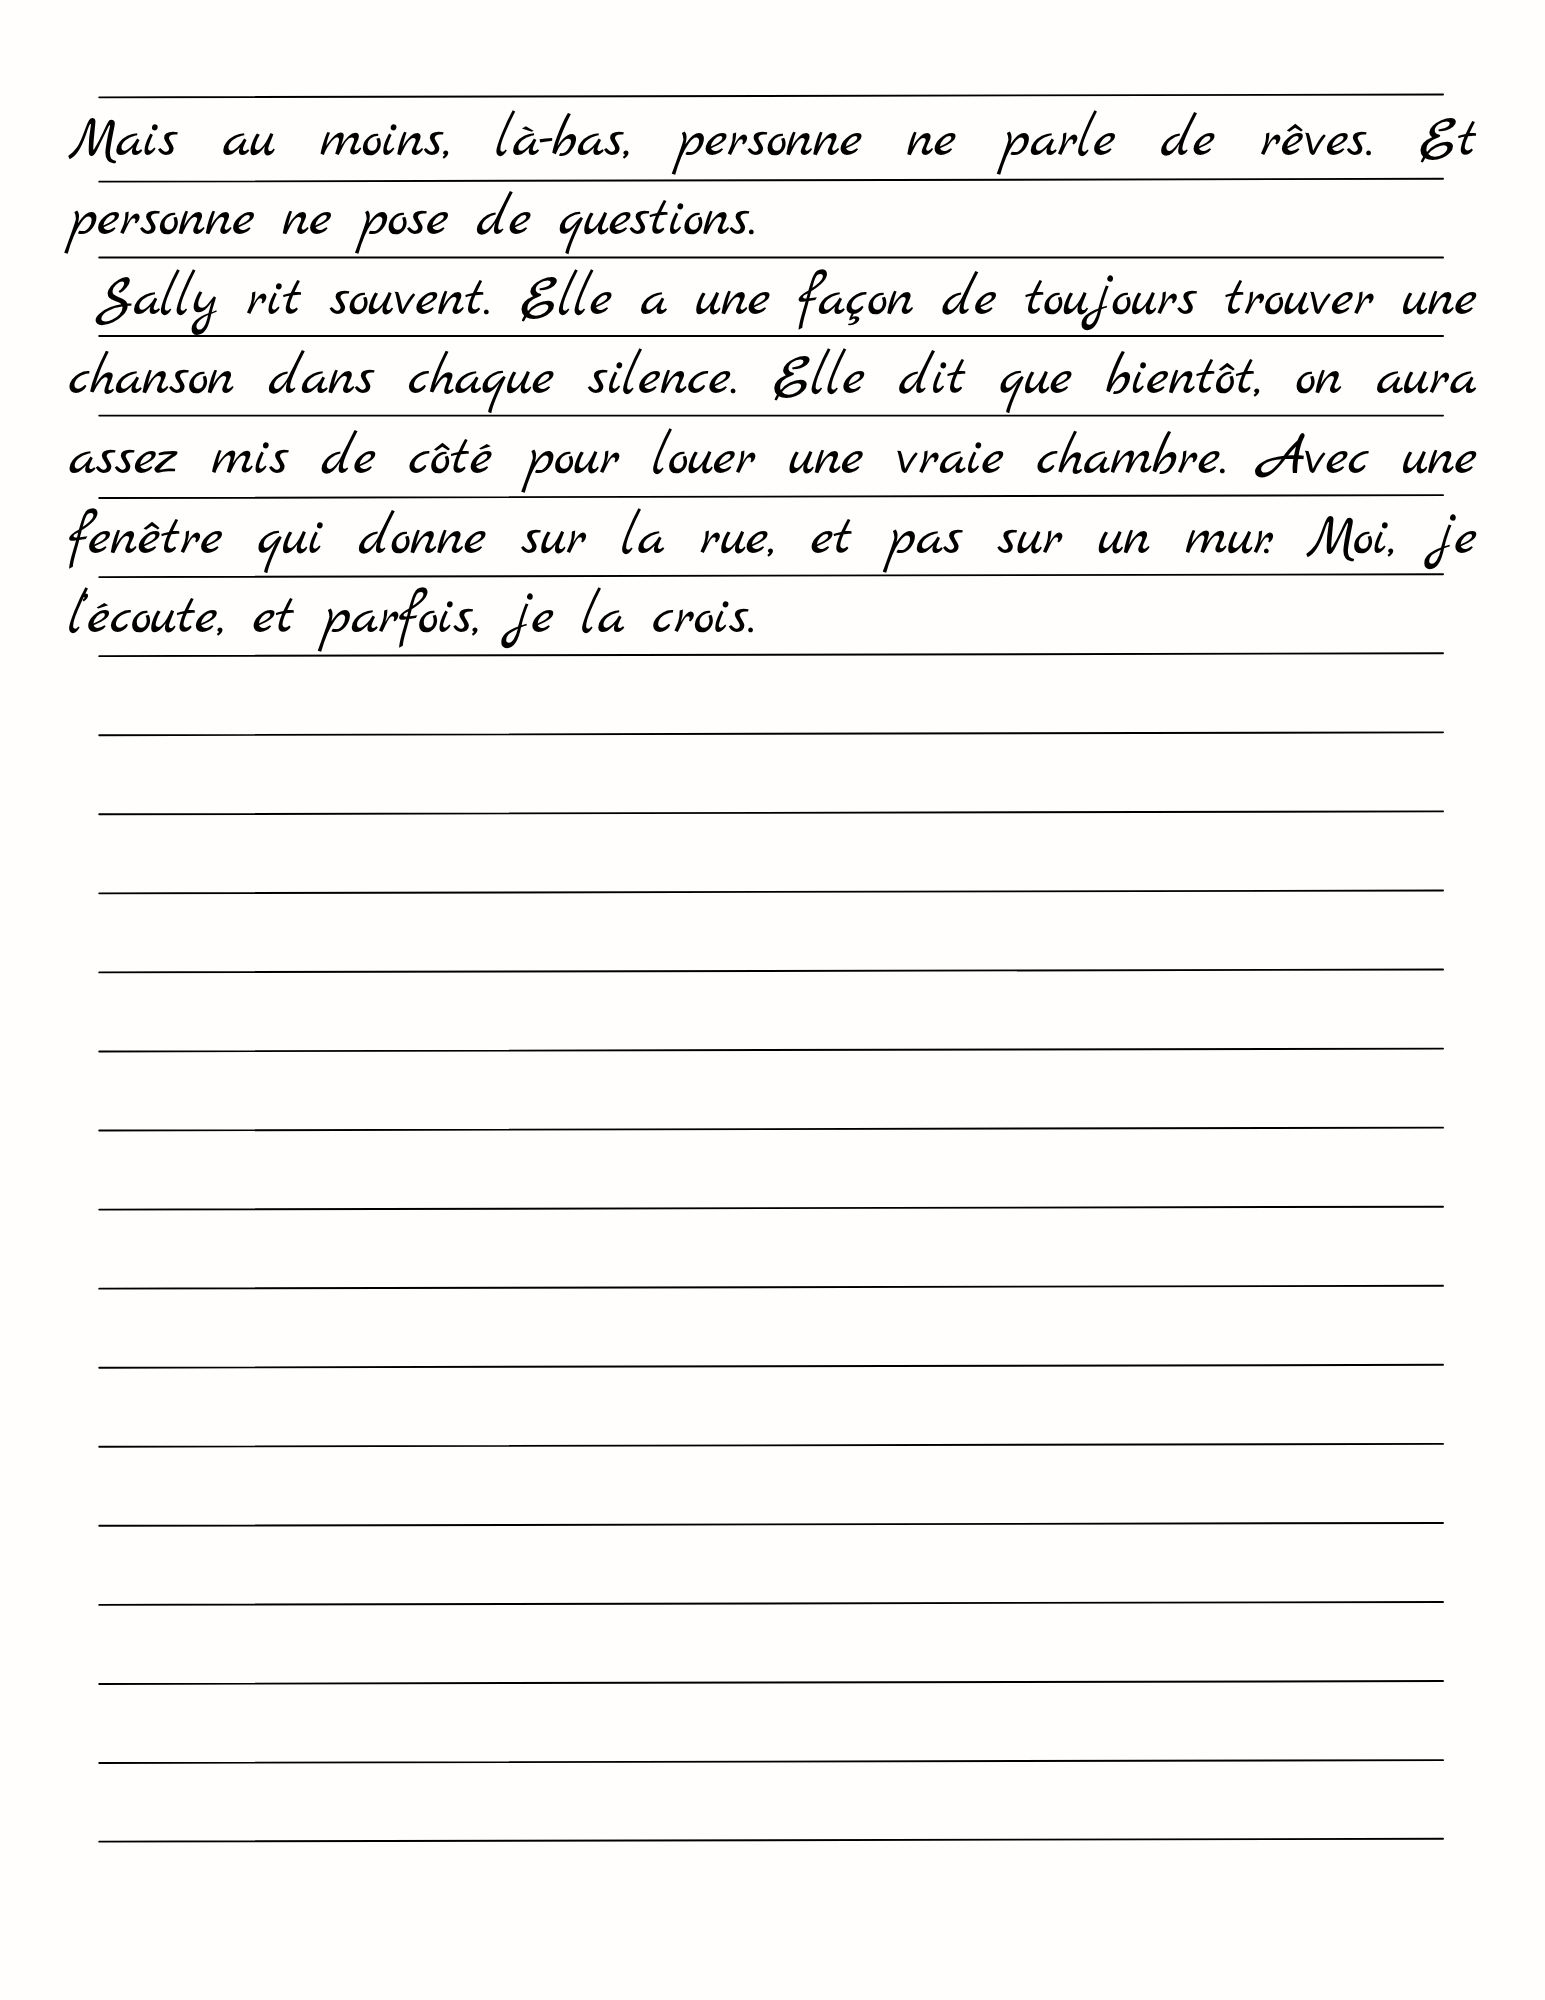 Mais au moins, là-bas, personne ne parle de rêves. Et
personne ne pose de questions.
Sally rit souvent. Elle a une façon de toujours trouver une
chanson dans chaque silence. Elle dit que bientôt, on aura
assez mis de côté pour louer une vraie chambre. Avec une
fenêtre qui donne sur la rue, et pas sur un mur. Moi, je
l'écoute, et parfois, je la crois.